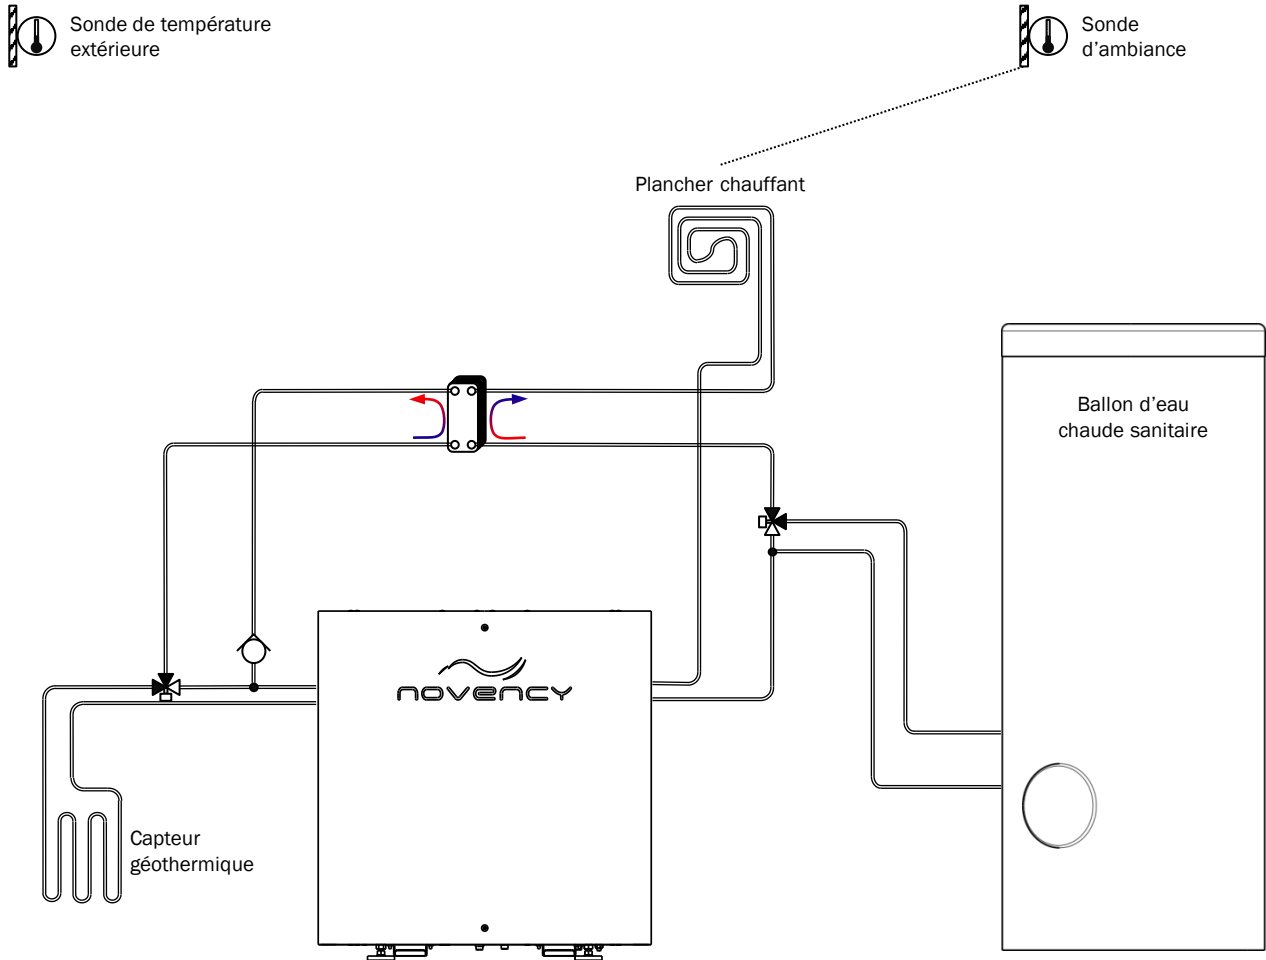 Sonde de température
extérieure
Sonde
d'ambiance
Plancher chauffant
Ballon d'eau
chaude sanitaire
novency
Capteur
géothermique